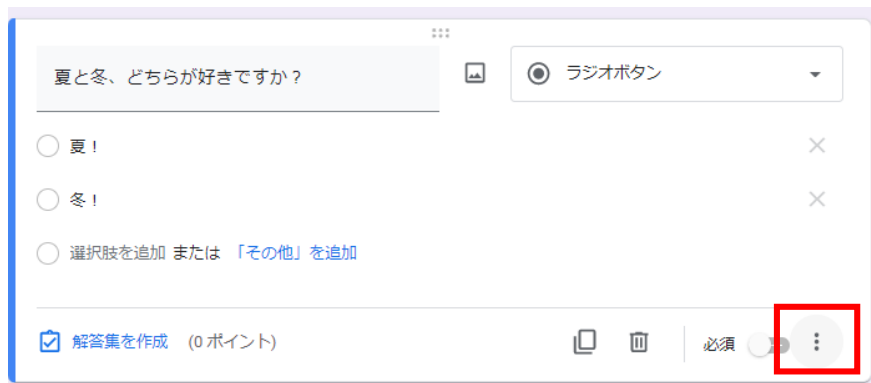 夏と冬、どちらが好きですか？
ラジオボタン
夏！
冬！
選択肢を追加 または 「その他」を追加
解答集を作成 (0 ポイント) 必須